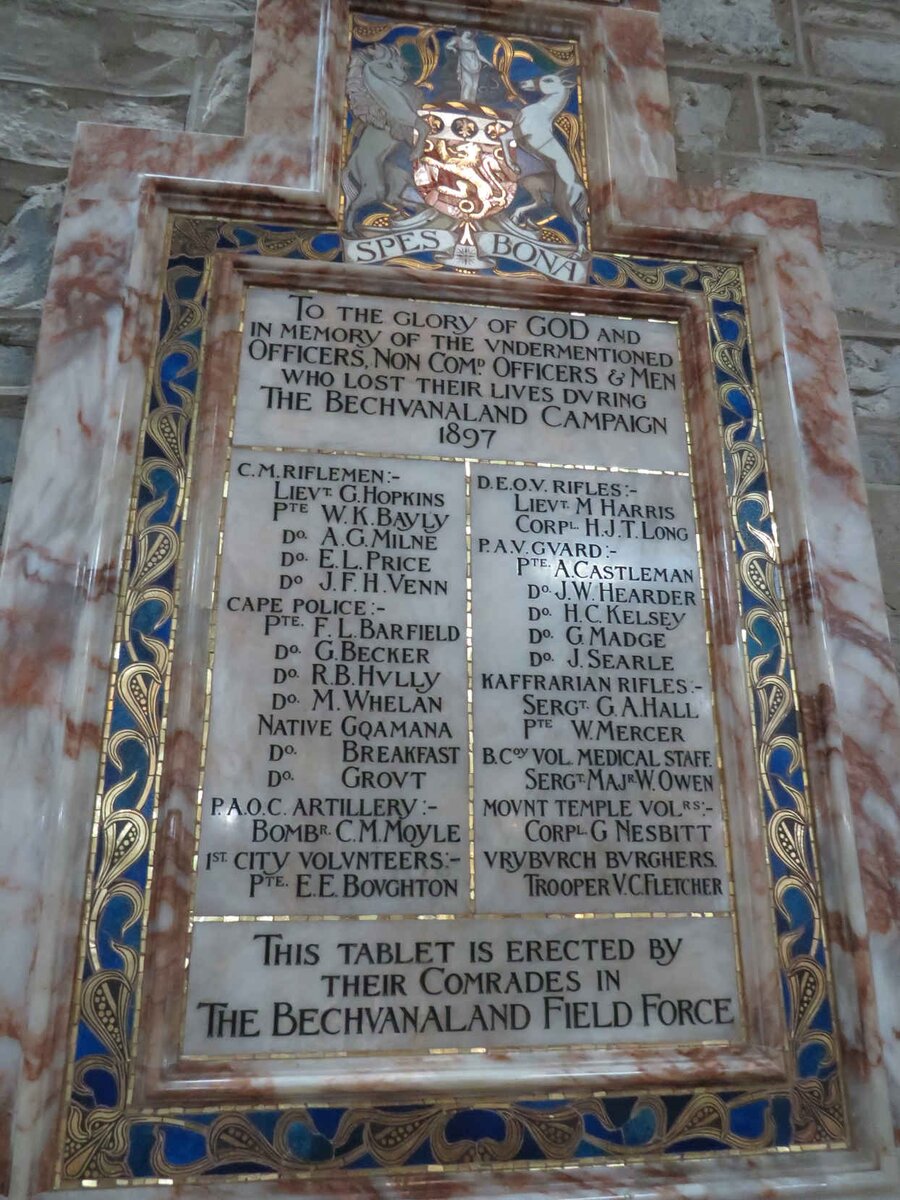 SPES BONA
TO THE GLORY OF GOD AND
IN MEMORY OF THE VNDERMENTIONED
OFFICERS, NON COMD OFFICERS & MEN
WHO LOST THEIR LIVES DVRING
THE BECHVANALAND CAMPAIGN
1897
C.M. RIFLEMEN:-
LIEVT. G. HOPKINS
PTE W.K. BAYLY
DO. A.G. MILNE
DO. E.L. PRICE
DO J.F.H. VENN
CAPE POLICE:-
PTE. F.L. BARFIELD
DO. G. BECKER
DO. R.B. HVLLY
DO. M. WHELAN
NATIVE GQAMANA
DO. BREAKFAST
DO. GROVT
P.A.O.C. ARTILLERY:-
BOMBR. C.M. MOYLE
1ST. CITY VOLVNTEERS:-
PTE. E.E. BOVGHTON
D.E.O.V. RIFLES:-
LIEVT. M HARRIS
CORPL. H.J.T. LONG
P.A.V. GVARD:-
PTE. A. CASTLEMAN
DO. J.W. HEARDER
DO. H.C. KELSEY
DO. G. MADGE
DO. J. SEARLE
KAFFRARIAN RIFLES:-
SERGT. G.A. HALL
PTE W. MERCER
B.COY VOL. MEDICAL STAFF.
SERGT. MAJR W. OWEN
MOVNT TEMPLE VOLRS:-
CORPL. G NESBITT
VRYBVRCH BVRGHERS.
TROOPER V.C. FLETCHER
THIS TABLET IS ERECTED BY
THEIR COMRADES IN
THE BECHVANALAND FIELD FORCE